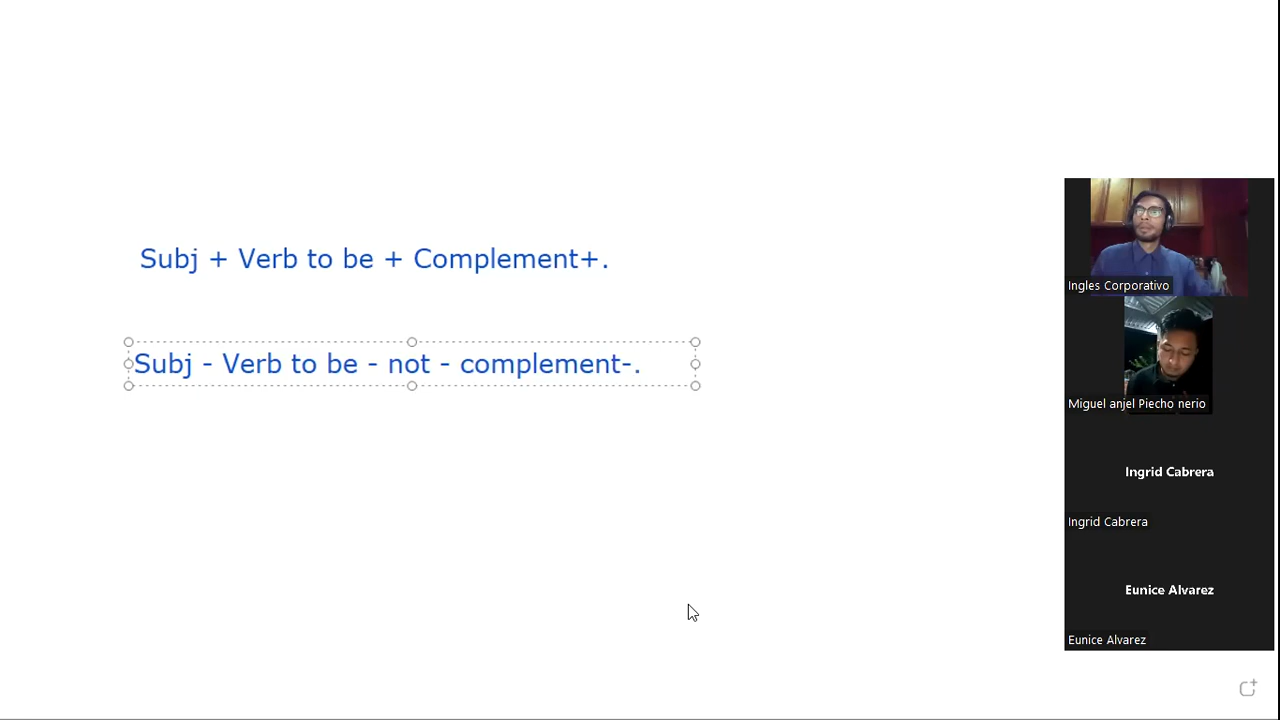 Subj + Verb to be + Complement+.
Subj - Verb to be - not - complement-.
Ingles Corporativo
Miguel anjel Piecho nerio
Ingrid Cabrera
Ingrid Cabrera
Eunice Alvarez
Eunice Alvarez